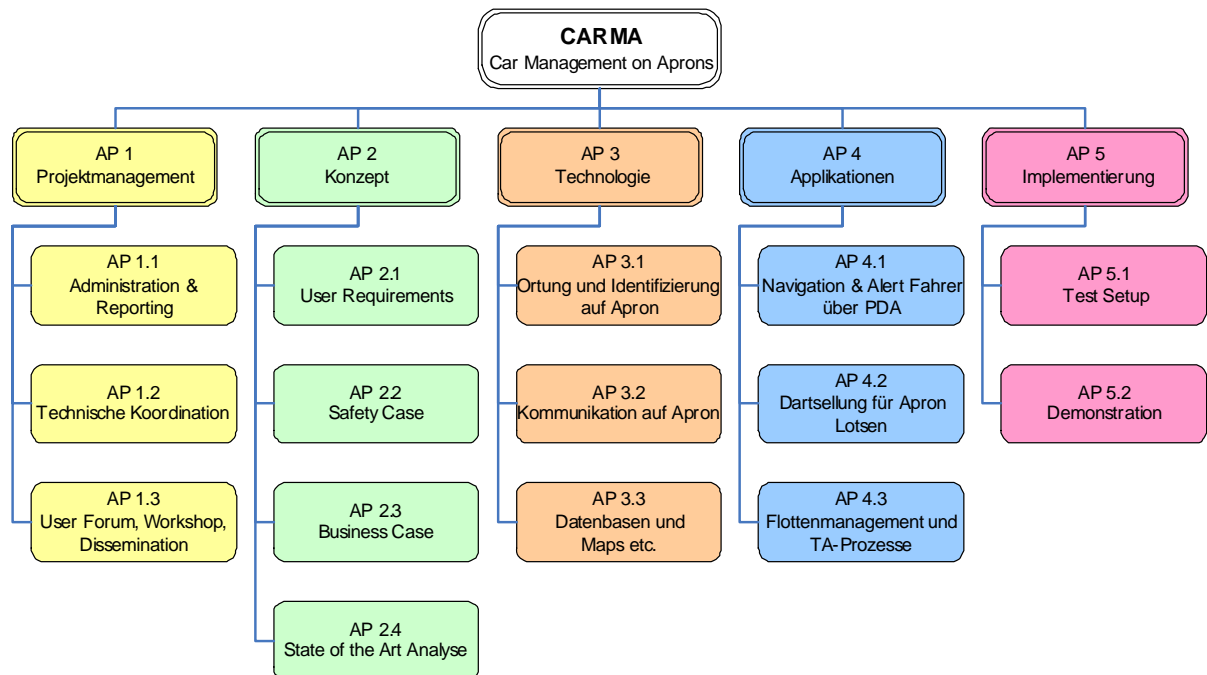 CARMA
Car Management on Aprons
AP 1
Projektmanagement
AP 2
Konzept
AP 3
Technologie
AP 4
Applikationen
AP 5
Implementierung
AP 1.1
Administration &
Reporting
AP 2.1
User Requirements
AP 3.1
Ortung und Identifizierung
auf Apron
AP 4.1
Navigation & Alert Fahrer
über PDA
AP 5.1
Test Setup
AP 1.2
Technische Koordination
AP 2.2
Safety Case
AP 3.2
Kommunikation auf Apron
AP 4.2
Dartsellung für Apron
Lotsen
AP 5.2
Demonstration
AP 1.3
User Forum, Workshop,
Dissemination
AP 2.3
Business Case
AP 3.3
Datenbasen und
Maps etc.
AP 4.3
Flottenmanagement und
TA-Prozesse
AP 2.4
State of the Art Analyse